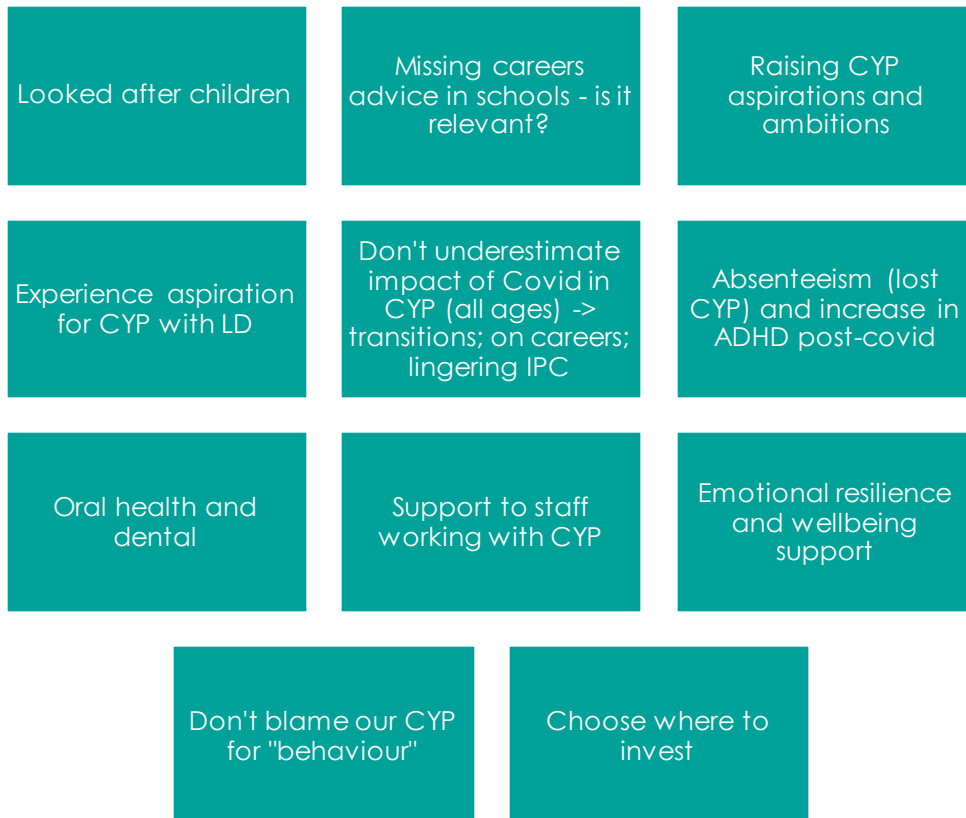 Looked after children
Missing careers
advice in schools - is it
relevant?
Raising CYP
aspirations and
ambitions
Experience aspiration
for CYP with LD
Don't underestimate
impact of Covid in
CYP (all ages) ->
transitions; on careers;
lingering IPC
Absenteeism (lost
CYP) and increase in
ADHD post-covid
Oral health and
dental
Support to staff
working with CYP
Emotional resilience
and wellbeing
support
Don't blame our CYP
for "behaviour"
Choose where to
invest